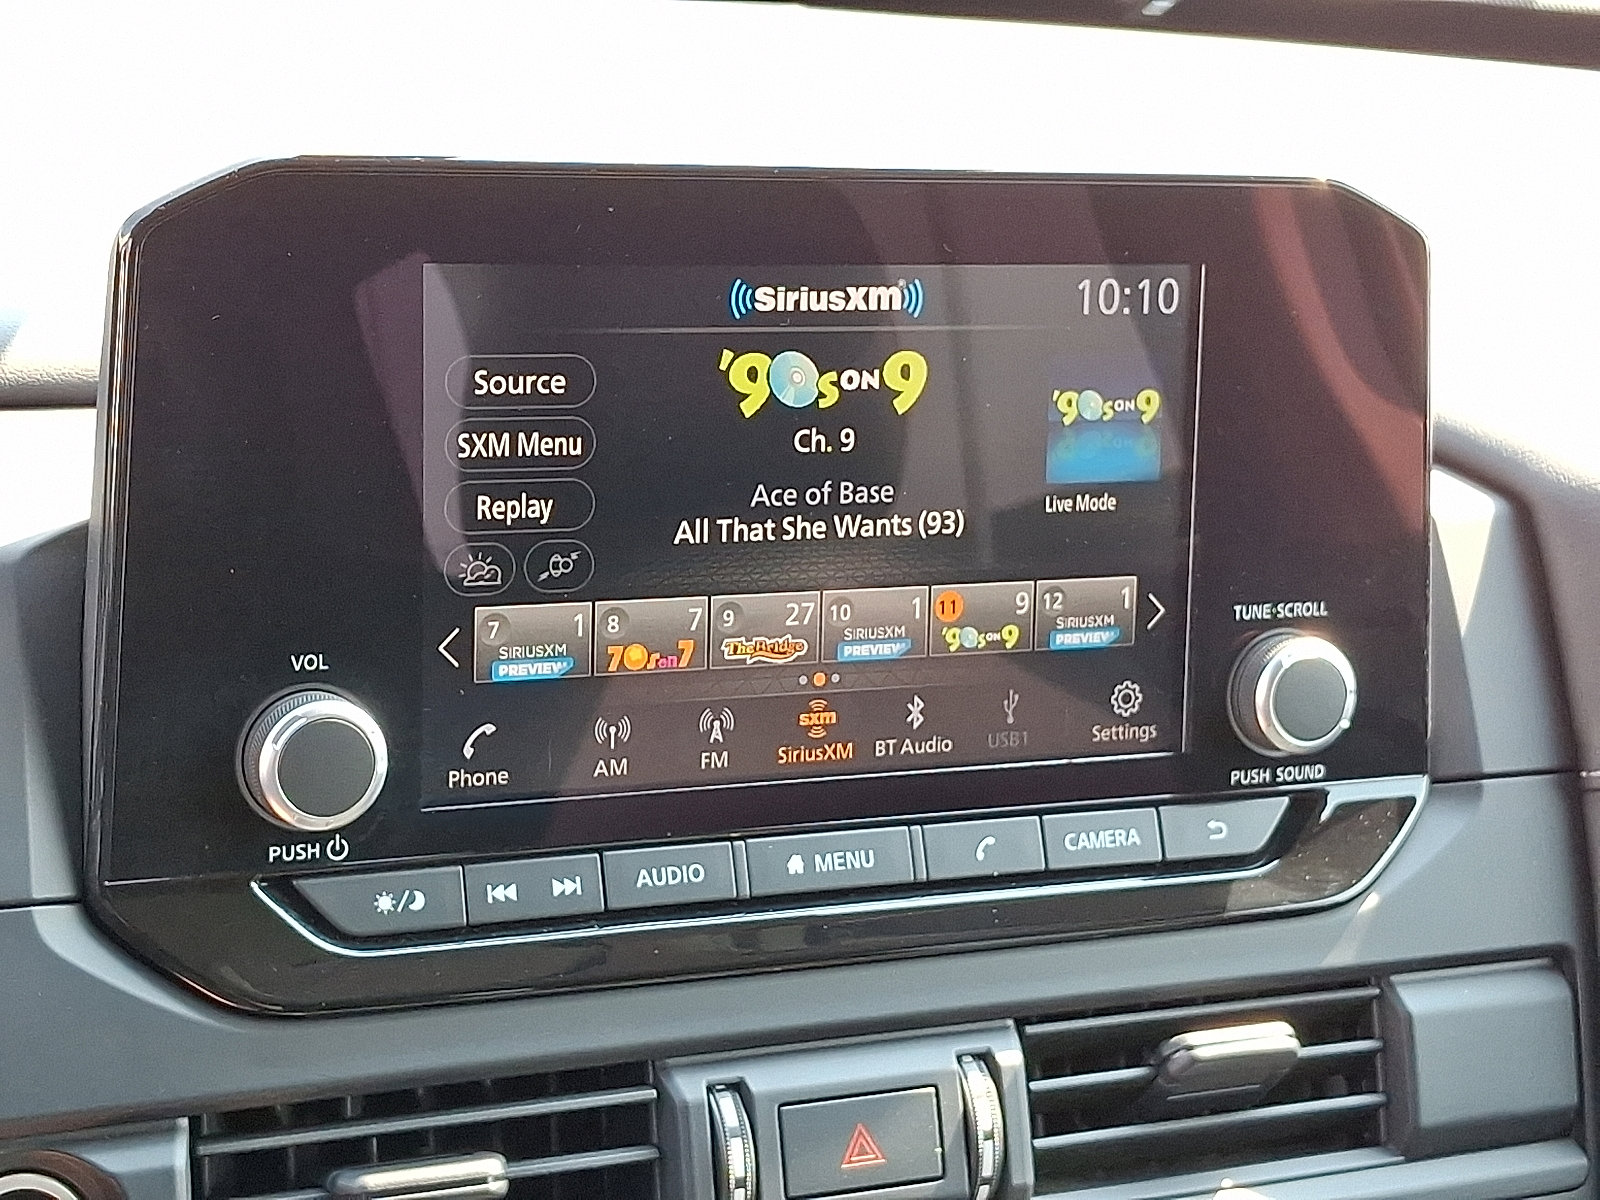 SiriusXM
10:10
'90s ON 9
Source
Ch. 9
'90s ON 9
SXM Menu
Ace of Base
Live Mode
Replay
All That She Wants (93)
7 1 SIRIUSXM PREVIEW
8 7 70s on 7
9 27 The Bridge
10 1 SIRIUSXM PREVIEW
11 9 '90s ON 9
12 1 SIRIUSXM PREVIEW
Phone
AM
FM
sxm
SiriusXM
BT Audio
USB1
Settings
VOL
PUSH
TUNE·SCROLL
PUSH SOUND
AUDIO
MENU
CAMERA